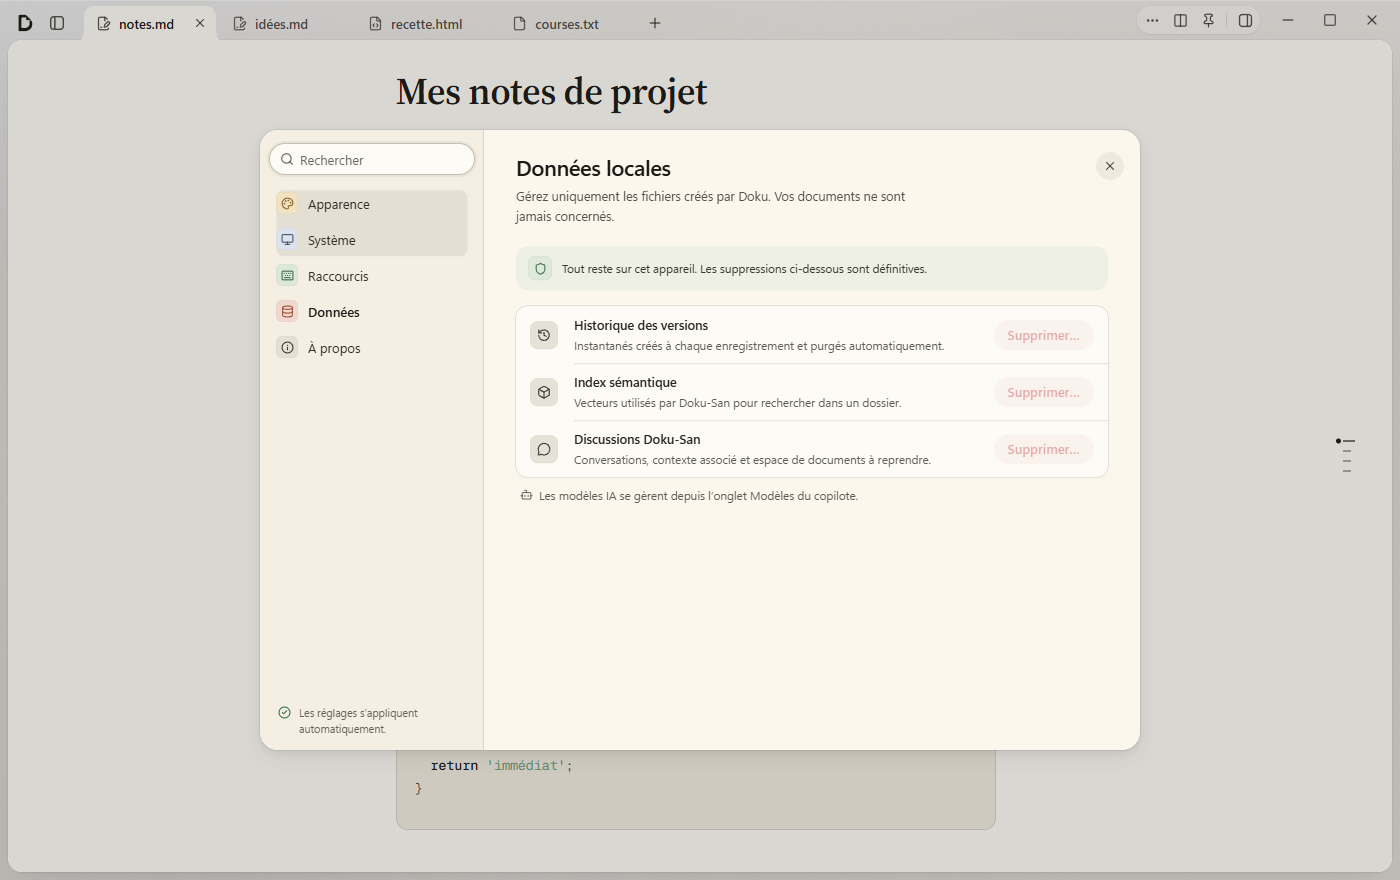 notes.md
idées.md
recette.html
courses.txt
Mes notes de projet
Rechercher
Apparence
Système
Raccourcis
Données
À propos
Les réglages s'appliquent
automatiquement.
Données locales
Gérez uniquement les fichiers créés par Doku. Vos documents ne sont
jamais concernés.
Tout reste sur cet appareil. Les suppressions ci-dessous sont définitives.
Historique des versions
Instantanés créés à chaque enregistrement et purgés automatiquement.
Supprimer...
Index sémantique
Vecteurs utilisés par Doku-San pour rechercher dans un dossier.
Supprimer...
Discussions Doku-San
Conversations, contexte associé et espace de documents à reprendre.
Supprimer...
Les modèles IA se gèrent depuis l'onglet Modèles du copilote.
return 'immédiat';
}